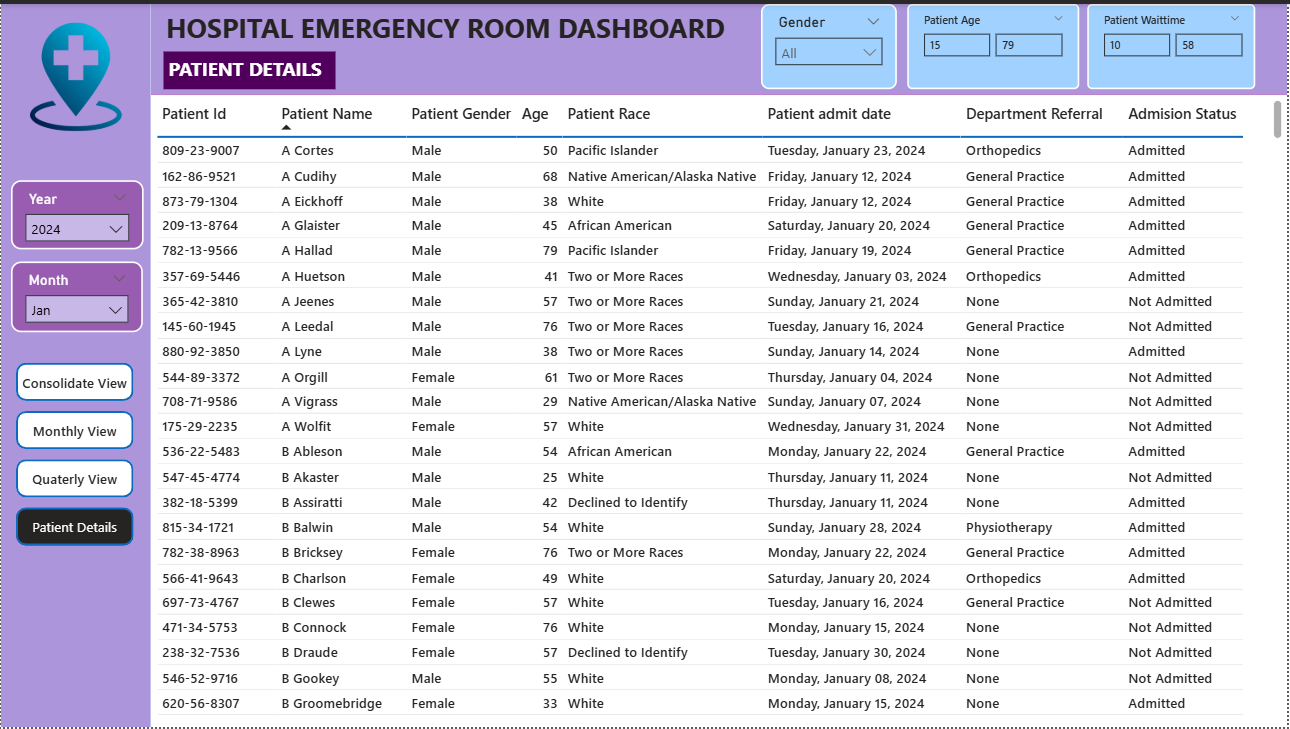 HOSPITAL EMERGENCY ROOM DASHBOARD
PATIENT DETAILS
Gender
All
Patient Age
15 79
Patient Waittime
10 58
Year
2024
Month
Jan
Consolidate View
Monthly View
Quaterly View
Patient Details
Patient Id Patient Name Patient Gender Age Patient Race Patient admit date Department Referral Admision Status
809-23-9007 A Cortes Male 50 Pacific Islander Tuesday, January 23, 2024 Orthopedics Admitted
162-86-9521 A Cudihy Male 68 Native American/Alaska Native Friday, January 12, 2024 General Practice Admitted
873-79-1304 A Eickhoff Male 38 White Friday, January 12, 2024 General Practice Admitted
209-13-8764 A Glaister Male 45 African American Saturday, January 20, 2024 General Practice Admitted
782-13-9566 A Hallad Male 79 Pacific Islander Friday, January 19, 2024 General Practice Admitted
357-69-5446 A Huetson Male 41 Two or More Races Wednesday, January 03, 2024 Orthopedics Admitted
365-42-3810 A Jeenes Male 57 Two or More Races Sunday, January 21, 2024 None Not Admitted
145-60-1945 A Leedal Male 76 Two or More Races Tuesday, January 16, 2024 General Practice Not Admitted
880-92-3850 A Lyne Male 38 Two or More Races Sunday, January 14, 2024 None Admitted
544-89-3372 A Orgill Female 61 Two or More Races Thursday, January 04, 2024 None Not Admitted
708-71-9586 A Vigrass Male 29 Native American/Alaska Native Sunday, January 07, 2024 None Not Admitted
175-29-2235 A Wolfit Female 57 White Wednesday, January 31, 2024 None Not Admitted
536-22-5483 B Ableson Male 54 African American Monday, January 22, 2024 General Practice Admitted
547-45-4774 B Akaster Male 25 White Thursday, January 11, 2024 None Not Admitted
382-18-5399 B Assiratti Male 42 Declined to Identify Thursday, January 11, 2024 None Admitted
815-34-1721 B Balwin Male 54 White Sunday, January 28, 2024 Physiotherapy Admitted
782-38-8963 B Bricksey Female 76 Two or More Races Monday, January 22, 2024 General Practice Admitted
566-41-9643 B Charlson Female 49 White Saturday, January 20, 2024 Orthopedics Admitted
697-73-4767 B Clewes Female 57 White Tuesday, January 16, 2024 General Practice Not Admitted
471-34-5753 B Connock Female 76 White Monday, January 15, 2024 None Not Admitted
238-32-7536 B Draude Female 57 Declined to Identify Tuesday, January 30, 2024 None Not Admitted
546-52-9716 B Gookey Male 55 White Monday, January 08, 2024 None Not Admitted
620-56-8307 B Groomebridge Female 33 White Monday, January 15, 2024 None Admitted